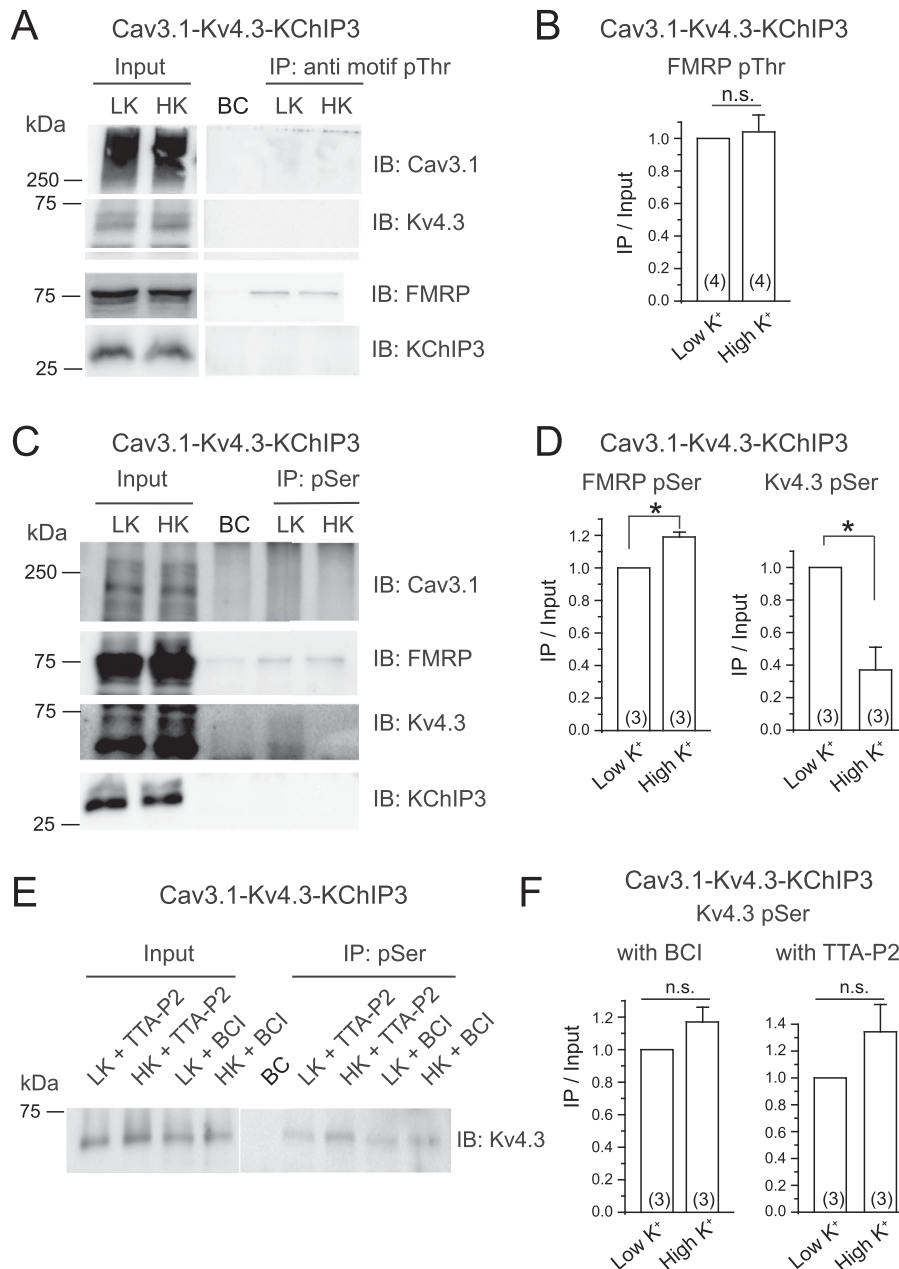 A
Cav3.1-Kv4.3-KChIP3
Input
IP: anti motif pThr
LK HK BC LK HK
kDa
IB: Cav3.1
250
75
IB: Kv4.3
75
IB: FMRP
IB: KChIP3
25
B
Cav3.1-Kv4.3-KChIP3
FMRP pThr
n.s.
IP / Input
1.0
0.8
0.6
0.4
0.2
0.0
(4) (4)
Low K+ High K+
C
Cav3.1-Kv4.3-KChIP3
Input
IP: pSer
LK HK BC LK HK
kDa
250
IB: Cav3.1
75
IB: FMRP
75
IB: Kv4.3
IB: KChIP3
25
D
Cav3.1-Kv4.3-KChIP3
FMRP pSer
*
IP / Input
1.2
1.0
0.8
0.6
0.4
0.2
0.0
(3) (3)
Low K+ High K+
Kv4.3 pSer
*
IP / Input
1.0
0.8
0.6
0.4
0.2
0.0
(3) (3)
Low K+ High K+
E
Cav3.1-Kv4.3-KChIP3
Input
IP: pSer
LK + TTA-P2
HK + TTA-P2
LK + BCI
HK + BCI
BC
LK + TTA-P2
HK + TTA-P2
LK + BCI
HK + BCI
kDa
75
IB: Kv4.3
F
Cav3.1-Kv4.3-KChIP3
Kv4.3 pSer
with BCI
n.s.
IP / Input
1.2
1.0
0.8
0.6
0.4
0.2
0.0
(3) (3)
Low K+ High K+
with TTA-P2
n.s.
1.4
1.2
1.0
0.8
0.6
0.4
0.2
0.0
(3) (3)
Low K+ High K+